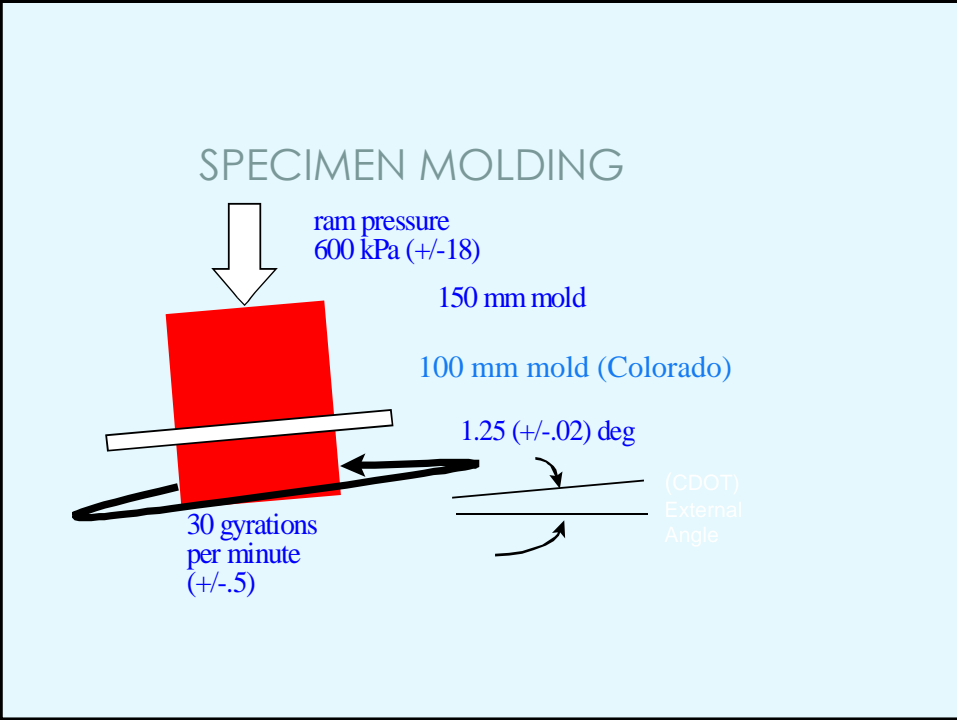 SPECIMEN MOLDING
ram pressure
600 kPa (+/-18)
150 mm mold
100 mm mold (Colorado)
1.25 (+/-.02) deg
(CDOT)
External
Angle
30 gyrations
per minute
(+/-.5)